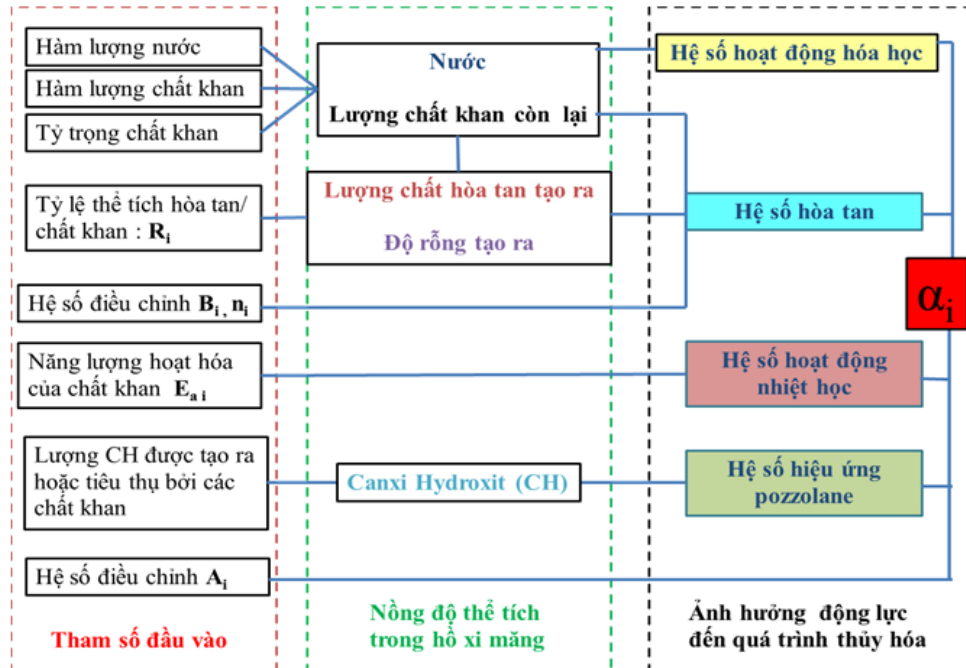 Hàm lượng nước
Hàm lượng chất khan
Tỷ trọng chất khan
Tỷ lệ thể tích hòa tan/
chất khan : Ri
Hệ số điều chỉnh Bi , ni
Năng lượng hoạt hóa
của chất khan Ea i
Lượng CH được tạo ra
hoặc tiêu thụ bởi các
chất khan
Hệ số điều chỉnh Ai
Tham số đầu vào
Nước
Lượng chất khan còn lại
Lượng chất hòa tan tạo ra
Độ rỗng tạo ra
Canxi Hydroxit (CH)
Nồng độ thể tích
trong hồ xi măng
Hệ số hoạt động hóa học
Hệ số hòa tan
αi
Hệ số hoạt động
nhiệt học
Hệ số hiệu ứng
pozzolane
Ảnh hưởng động lực
đến quá trình thủy hóa